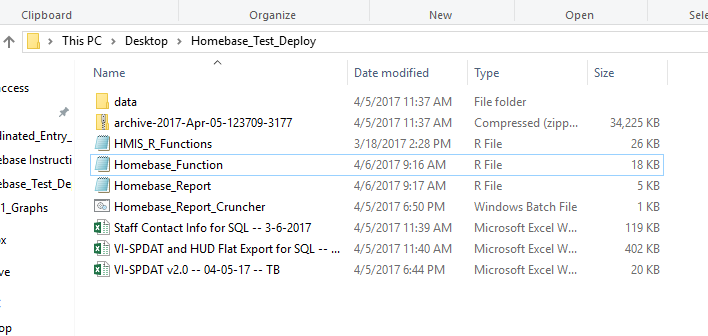 Clipboard Organize New Open Sele
This PC Desktop Homebase_Test_Deploy
Name Date modified Type Size
access
data 4/5/2017 11:37 AM File folder
archive-2017-Apr-05-123709-3177 4/5/2017 11:37 AM Compressed (zipp... 34,225 KB
dinated_Entry_ HMIS_R_Functions 3/18/2017 2:28 PM R File 26 KB
ebase Instructi Homebase_Function 4/6/2017 9:16 AM R File 18 KB
ebase_Test_De Homebase_Report 4/6/2017 9:17 AM R File 5 KB
1_Graphs Homebase_Report_Cruncher 4/5/2017 6:50 PM Windows Batch File 1 KB
Staff Contact Info for SQL -- 3-6-2017 4/5/2017 11:39 AM Microsoft Excel W... 119 KB
ox VI-SPDAT and HUD Flat Export for SQL -- ... 4/5/2017 11:40 AM Microsoft Excel W... 402 KB
VI-SPDAT v2.0 -- 04-05-17 -- TB 4/5/2017 6:44 PM Microsoft Excel W... 20 KB
top